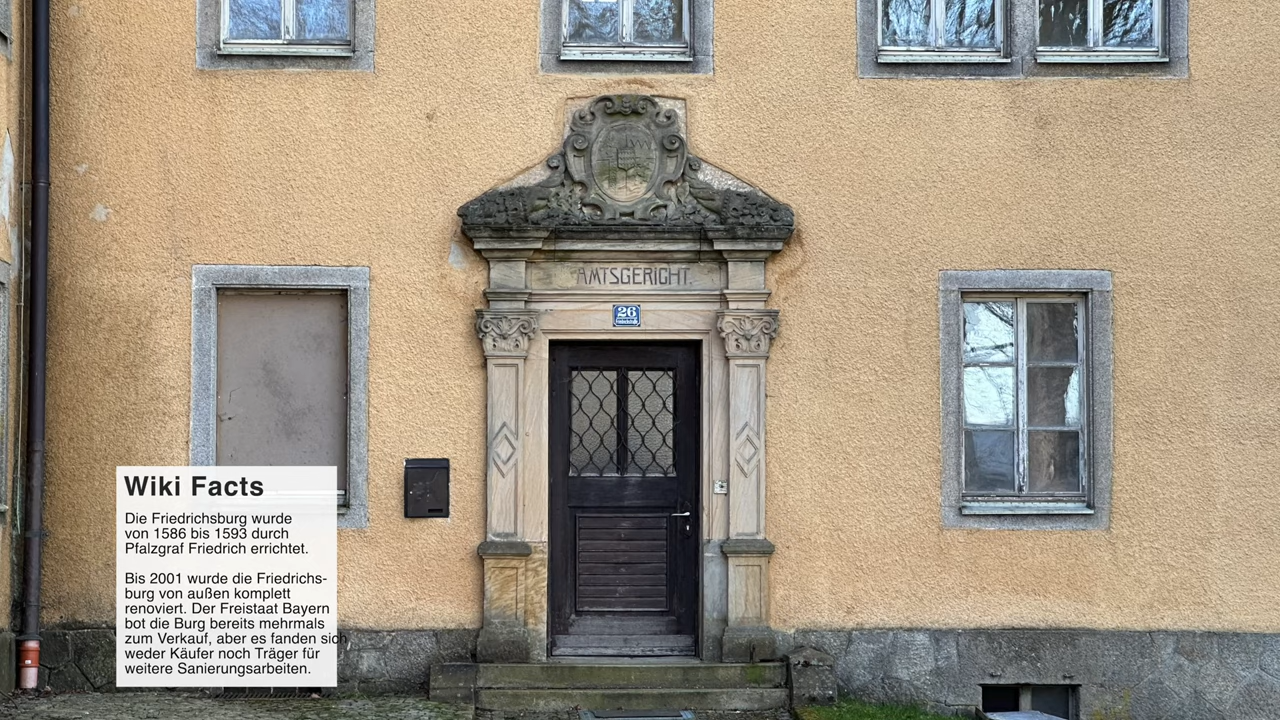 AMTSGERICHT.
26
Wiki Facts
Die Friedrichsburg wurde
von 1586 bis 1593 durch
Pfalzgraf Friedrich errichtet.
Bis 2001 wurde die Friedrichs-
burg von außen komplett
renoviert. Der Freistaat Bayern
bot die Burg bereits mehrmals
zum Verkauf, aber es fanden sich
weder Käufer noch Träger für
weitere Sanierungsarbeiten.